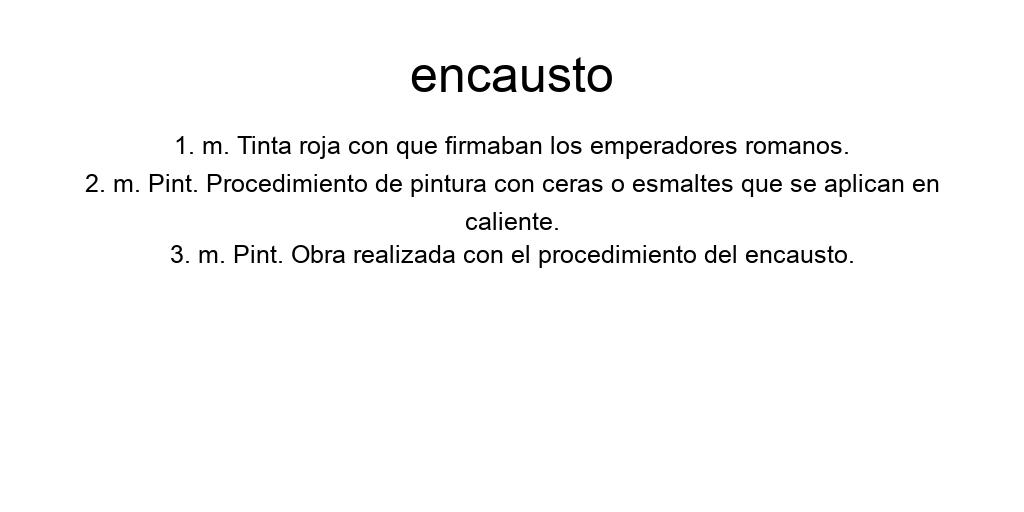 encausto
1. m. Tinta roja con que firmaban los emperadores romanos.
2. m. Pint. Procedimiento de pintura con ceras o esmaltes que se aplican en
caliente.
3. m. Pint. Obra realizada con el procedimiento del encausto.